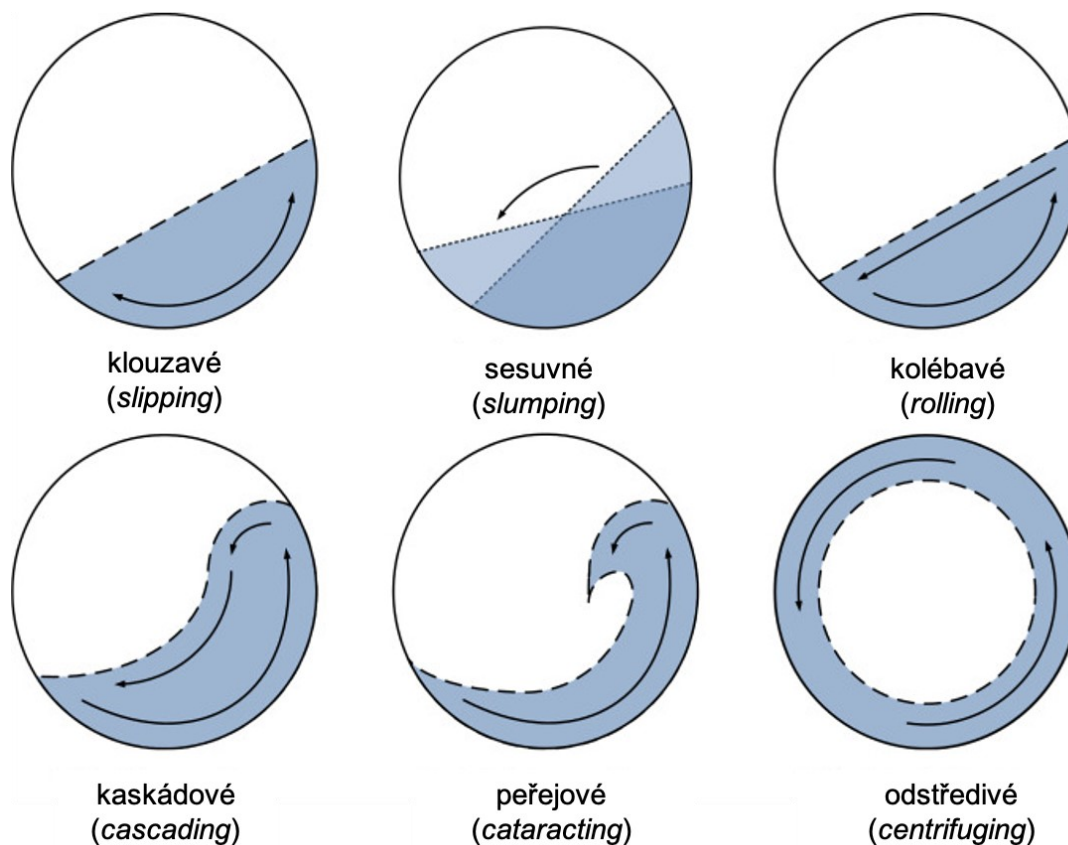 klouzavé
(slipping)
sesuvné
(slumping)
kolébavé
(rolling)
kaskádové
(cascading)
peřejové
(cataracting)
odstředivé
(centrifuging)